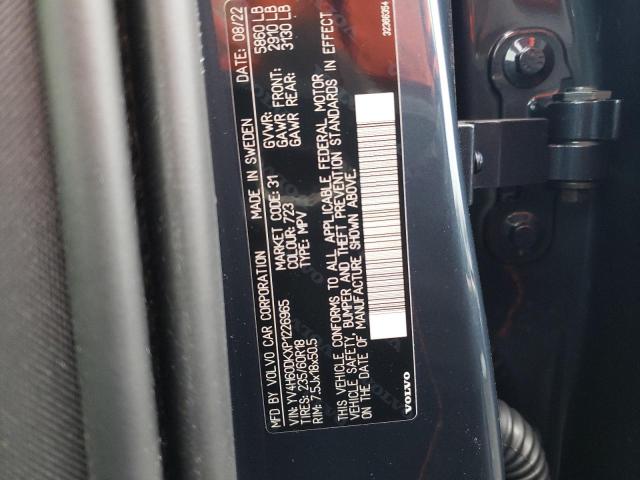 MFD BY VOLVO CAR CORPORATION MADE IN SWEDEN DATE: 08/22
YV4H600KXP1226965 MARKET CODE: 31 GVWR: 5860 LB
TIRES: 235/60R18 COLOUR: 723 GAWR FRONT: 2910 LB
RIM: 7.5Jx18x50.5 TYPE: MPV GAWR REAR: 3130 LB
THIS VEHICLE CONFORMS TO ALL APPLICABLE FEDERAL MOTOR
VEHICLE SAFETY, BUMPER AND THEFT PREVENTION STANDARDS IN EFFECT
ON THE DATE OF MANUFACTURE SHOWN ABOVE.
VOLVO